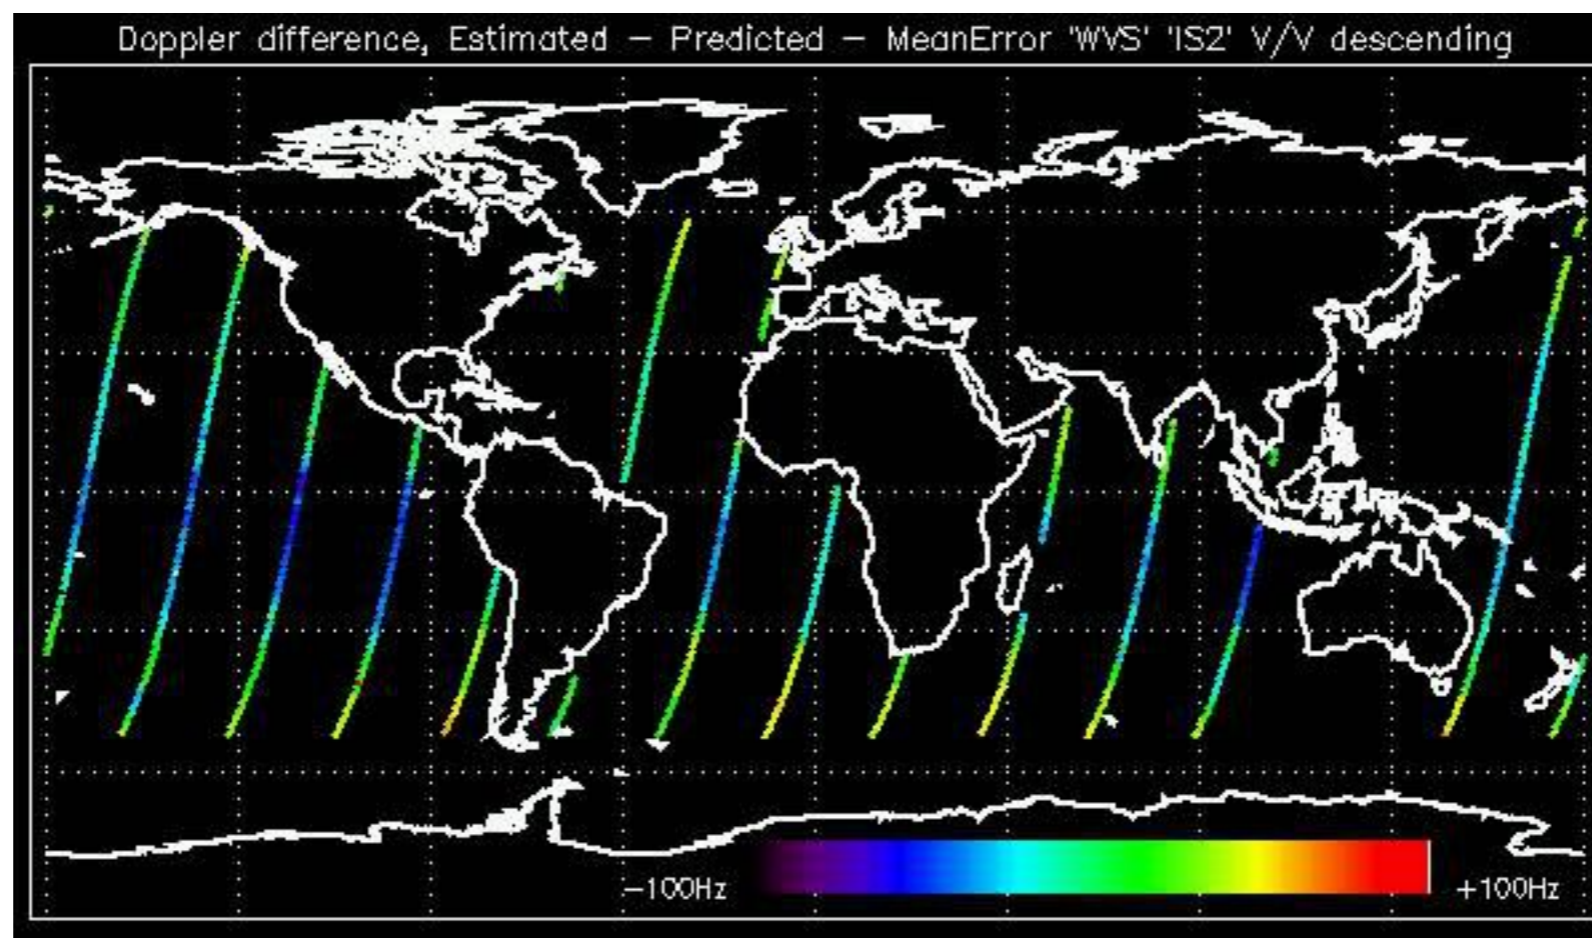 Doppler difference, Estimated – Predicted – MeanError 'WVS' 'IS2' V/V descending
−100Hz
+100Hz